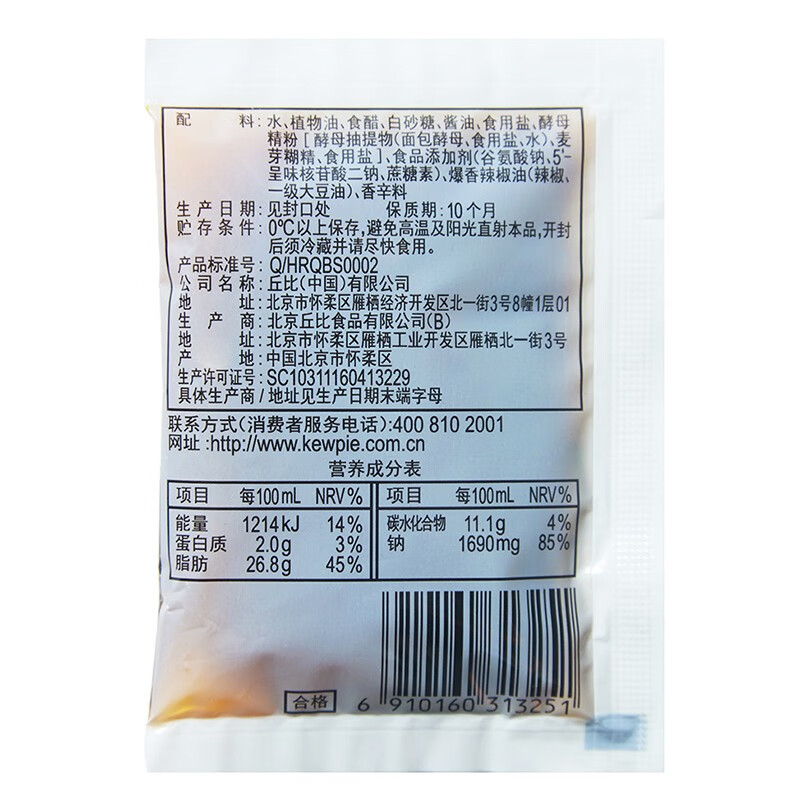 配 料:水、植物油、食醋、白砂糖、酱油、食用盐、酵母
精粉[酵母抽提物(面包酵母、食用盐、水)、麦
芽糊精、食用盐]、食品添加剂(谷氨酸钠、5'-
呈味核苷酸二钠、蔗糖素)、爆香辣椒油(辣椒、
一级大豆油)、香辛料
生产日期:见封口处 保质期:10个月
贮存条件:0℃以上保存,避免高温及阳光直射本品,开封
后须冷藏并请尽快食用。
产品标准号:Q/HRQBS0002
公司名称:丘比(中国)有限公司
地 址:北京市怀柔区雁栖经济开发区北一街3号8幢1层01
生 产 商:北京丘比食品有限公司(B)
地 址:北京市怀柔区雁栖工业开发区雁栖北一街3号
产 地:中国北京市怀柔区
生产许可证号:SC10311160413229
具体生产商/地址见生产日期末端字母
联系方式(消费者服务电话):400 810 2001
网址:http://www.kewpie.com.cn
营养成分表
项目 每100mL NRV% 项目 每100mL NRV%
能量 1214kJ 14% 碳水化合物 11.1g 4%
蛋白质 2.0g 3% 钠 1690mg 85%
脂肪 26.8g 45%
合格 6 910160 313251